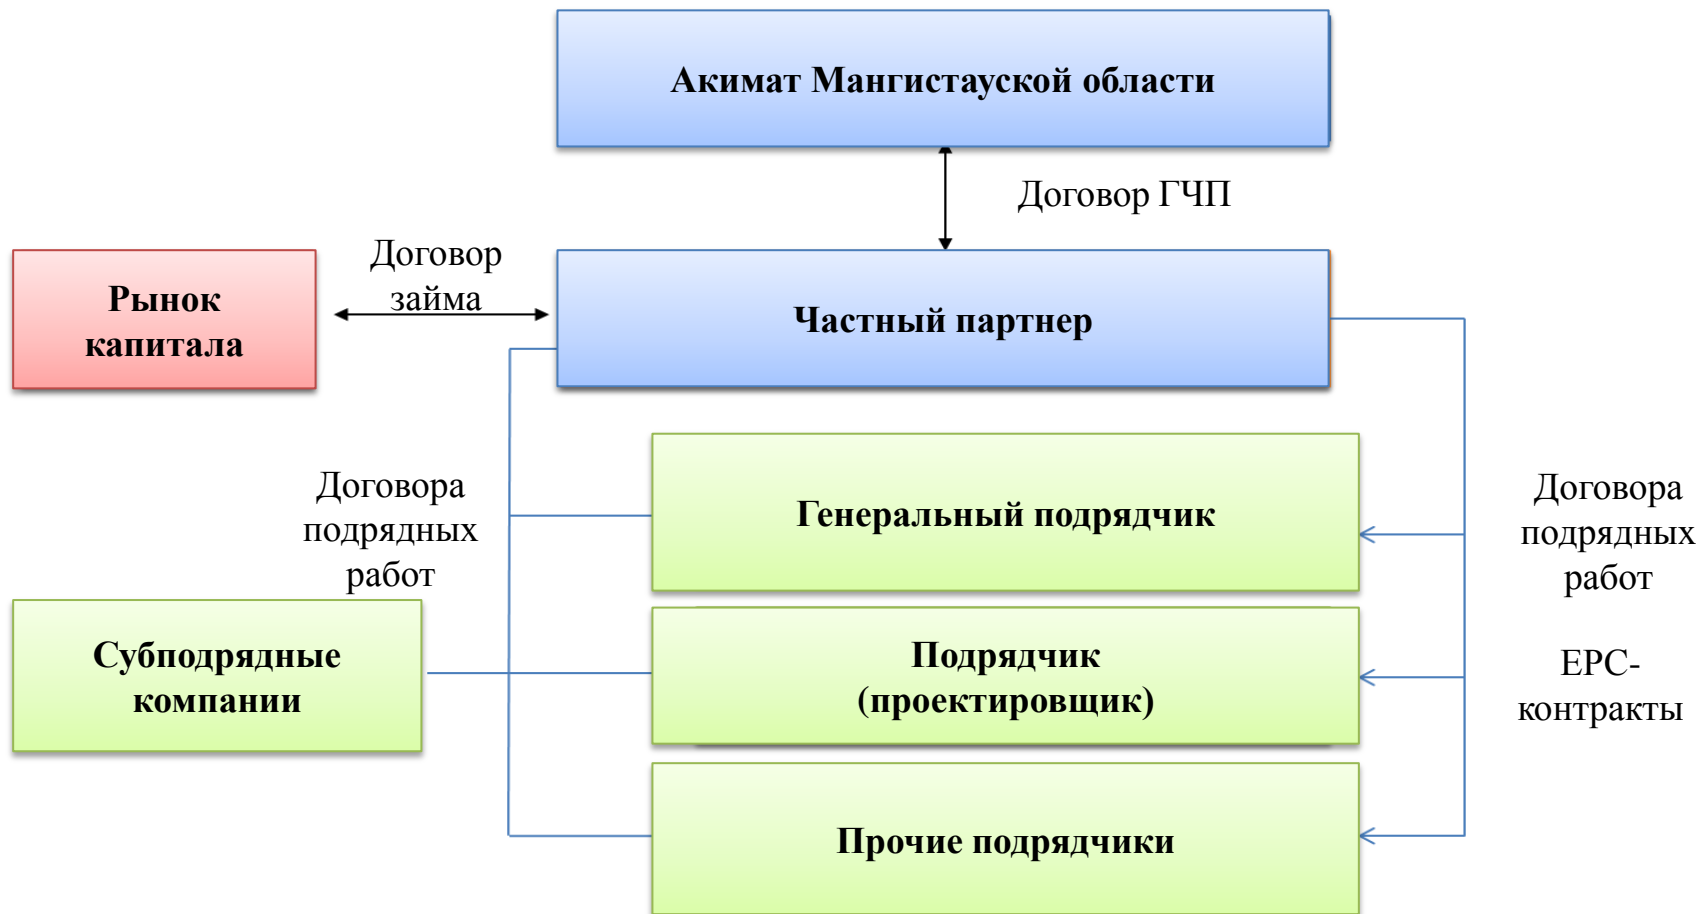 Акимат Мангистауской области
Договор ГЧП
Договор
займа
Рынок
капитала
Частный партнер
Договора
подрядных
работ
Генеральный подрядчик
Договора
подрядных
работ
Субподрядные
компании
Подрядчик
(проектировщик)
ЕРС-
контракты
Прочие подрядчики